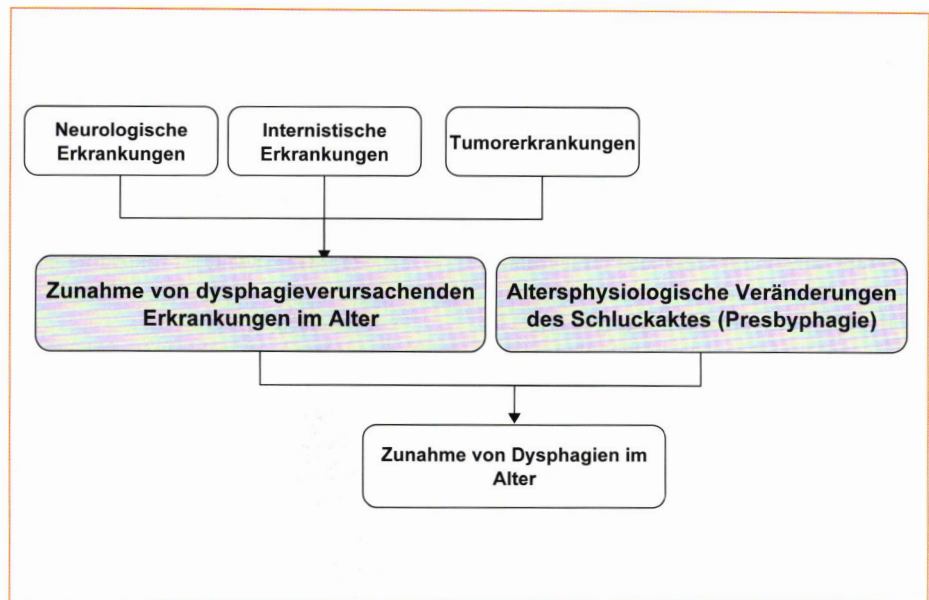 Neurologische
Erkrankungen
Internistische
Erkrankungen
Tumorerkrankungen
Zunahme von dysphagieverursachenden
Erkrankungen im Alter
Altersphysiologische Veränderungen
des Schluckaktes (Presbyphagie)
Zunahme von Dysphagien im
Alter